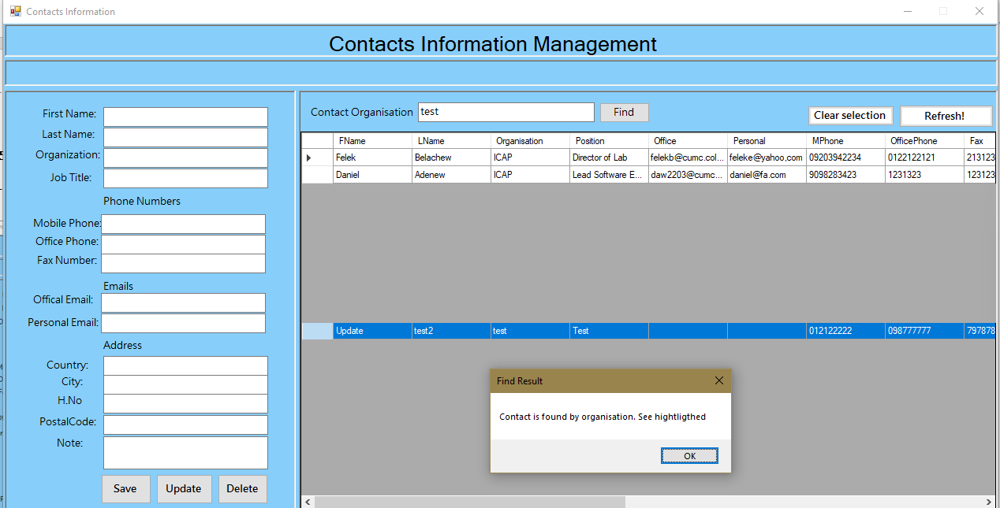 Contacts Information
Contacts Information Management
First Name:
Last Name:
Organization:
Job Title:
Phone Numbers
Mobile Phone:
Office Phone:
Fax Number:
Emails
Offical Email:
Personal Email:
Address
Country:
City:
H.No
PostalCode:
Note:
Save Update Delete
Contact Organisation test Find Clear selection Refresh!
FName LName Organisation Position Office Personal MPhone OfficePhone Fax
Felek Belachew ICAP Director of Lab felekb@cumc.col... feleke@yahoo,com 09203942234 0122122121 213123
Daniel Adenew ICAP Lead Software E... daw2203@cumc... daniel@fa.com 9098283423 1231323 123123
Update test2 test Test 012122222 098777777 797878
Find Result
Contact is found by organisation. See hightligthed
OK